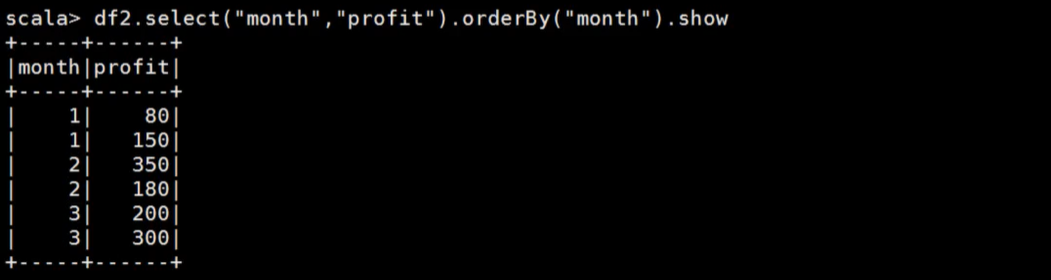 scala> df2.select("month","profit").orderBy("month").show
+-----+------+
|month|profit|
+-----+------+
|    1|    80|
|    1|   150|
|    2|   350|
|    2|   180|
|    3|   200|
|    3|   300|
+-----+------+